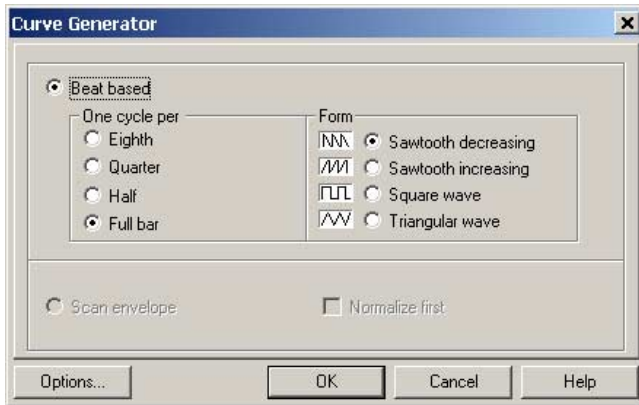 Curve Generator
Beat based
One cycle per
Eighth
Quarter
Half
Full bar
Form
Sawtooth decreasing
Sawtooth increasing
Square wave
Triangular wave
Scan envelope
Normalize first
Options...
OK
Cancel
Help